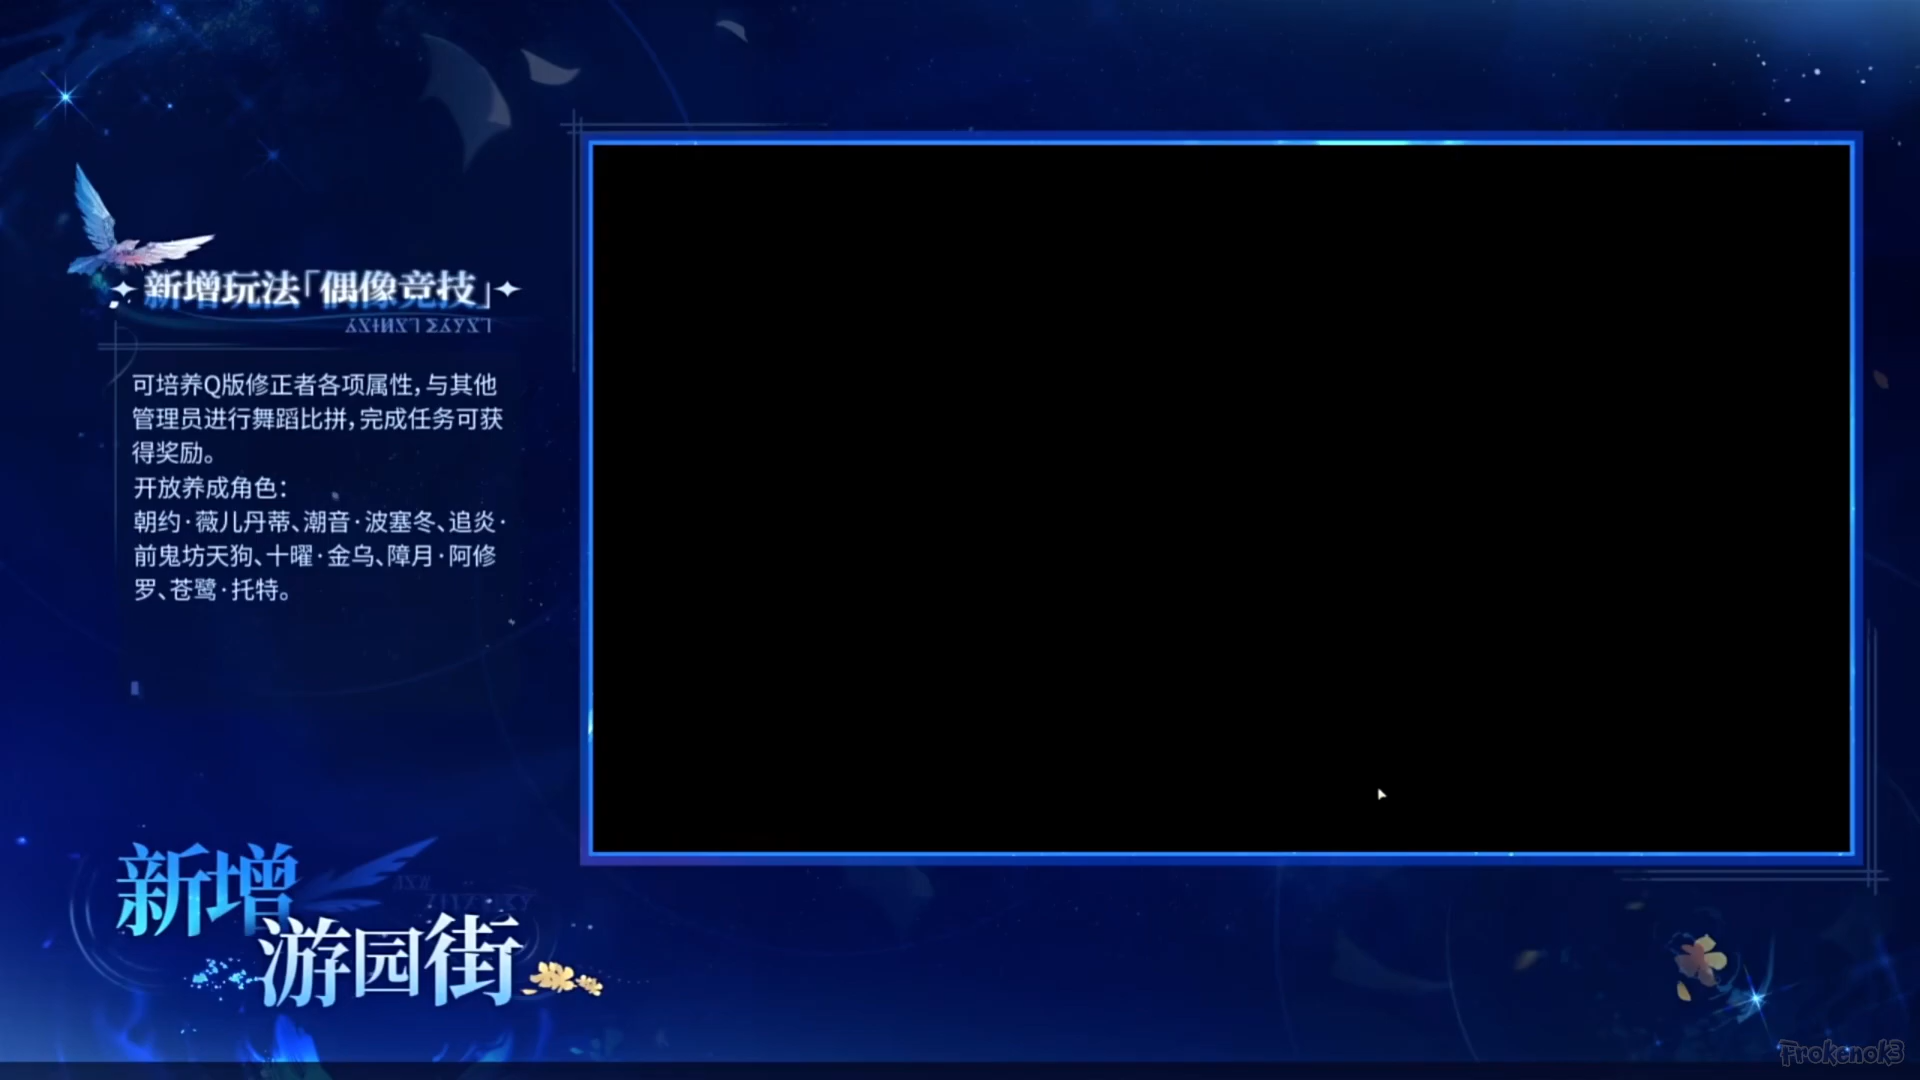 新增玩法「偶像竞技」
可培养Q版修正者各项属性,与其他
管理员进行舞蹈比拼,完成任务可获
得奖励。
开放养成角色:
朝约·薇儿丹蒂、潮音·波塞冬、追炎·
前鬼坊天狗、十曜·金乌、障月·阿修
罗、苍鹭·托特。
新增
游园街
Frokenok3